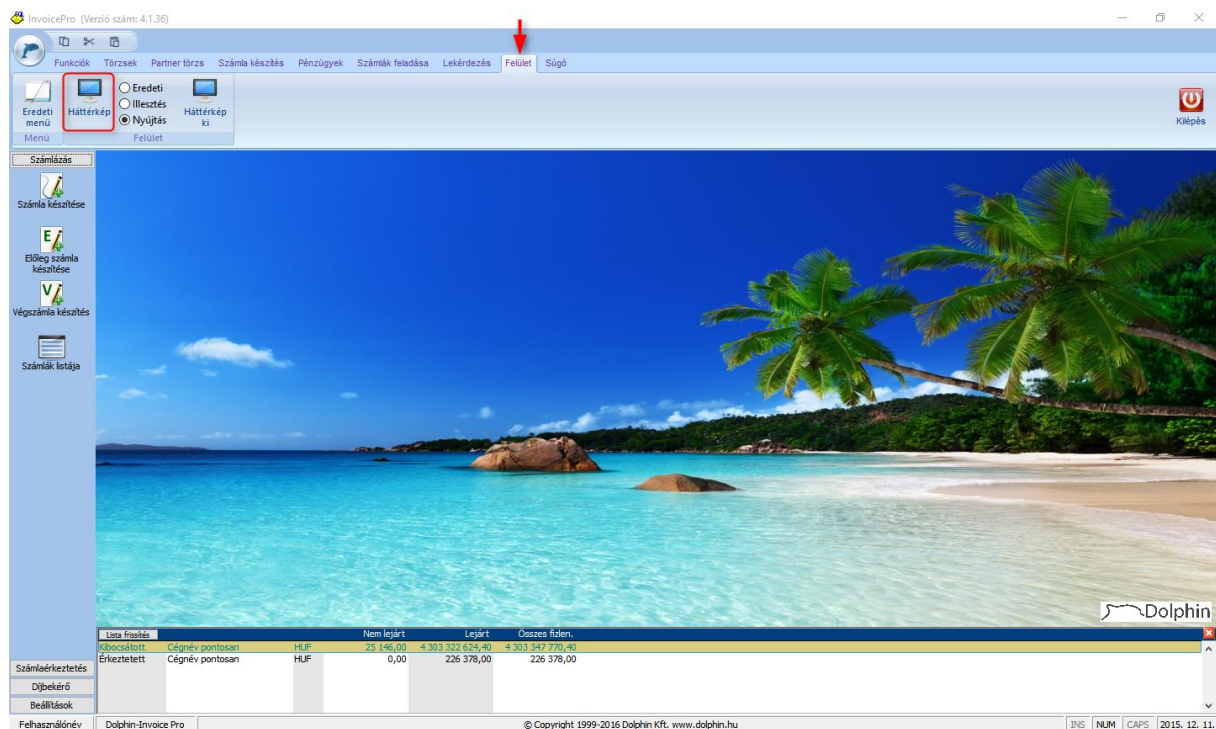 InvoicePro (Verzió szám: 4.1.36)
Funkciók Törzsek Partner törzs Számla készítés Pénzügyek Számlák feladása Lekérdezés Felület Súgó
Eredeti
menü
Háttérkép
Eredeti
Illesztés
Nyújtás
Háttérkép
ki
Kilépés
Menü Felület
Számlázás
Számla készítése
E
Előleg számla
készítése
V
Végszámla készítés
Számlák listája
Dolphin
Lista frissítés Nem lejárt Lejárt Összes fizlen.
Kibocsátott Cégnév pontosan HUF 25 146,00 4 303 322 624,40 4 303 347 770,40
Érkeztetett Cégnév pontosan HUF 0,00 226 378,00 226 378,00
Számlaérkeztetés
Díjbekérő
Beállítások
Felhasználónév Dolphin-Invoice Pro © Copyright 1999-2016 Dolphin Kft. www.dolphin.hu INS NUM CAPS 2015. 12. 11.